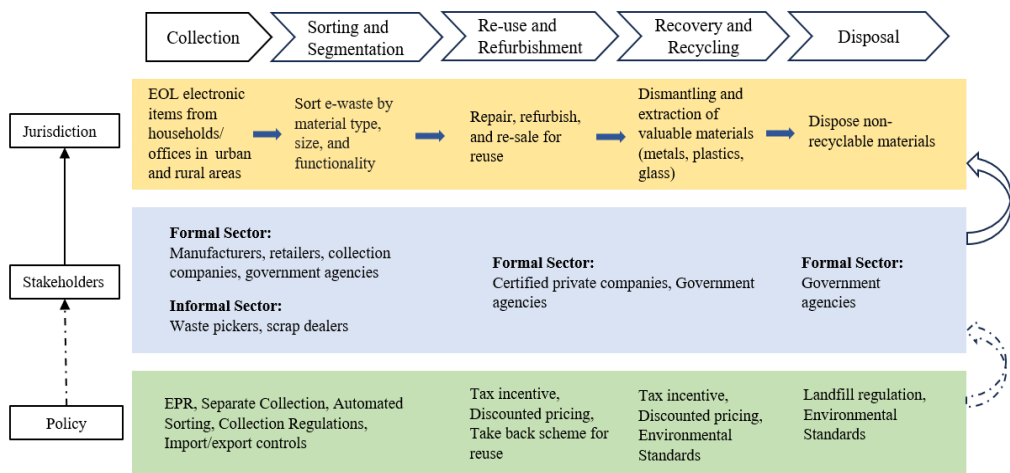 Collection
Sorting and
Segmentation
Re-use and
Refurbishment
Recovery and
Recycling
Disposal
Jurisdiction
EOL electronic
items from
households/
offices in urban
and rural areas
Sort e-waste by
material type,
size, and
functionality
Repair, refurbish,
and re-sale for
reuse
Dismantling and
extraction of
valuable materials
(metals, plastics,
glass)
Dispose non-
recyclable materials
Stakeholders
Formal Sector:
Manufacturers, retailers, collection
companies, government agencies
Informal Sector:
Waste pickers, scrap dealers
Formal Sector:
Certified private companies, Government
agencies
Formal Sector:
Government
agencies
Policy
EPR, Separate Collection, Automated
Sorting, Collection Regulations,
Import/export controls
Tax incentive,
Discounted pricing,
Take back scheme for
reuse
Tax incentive,
Discounted pricing,
Environmental
Standards
Landfill regulation,
Environmental
Standards